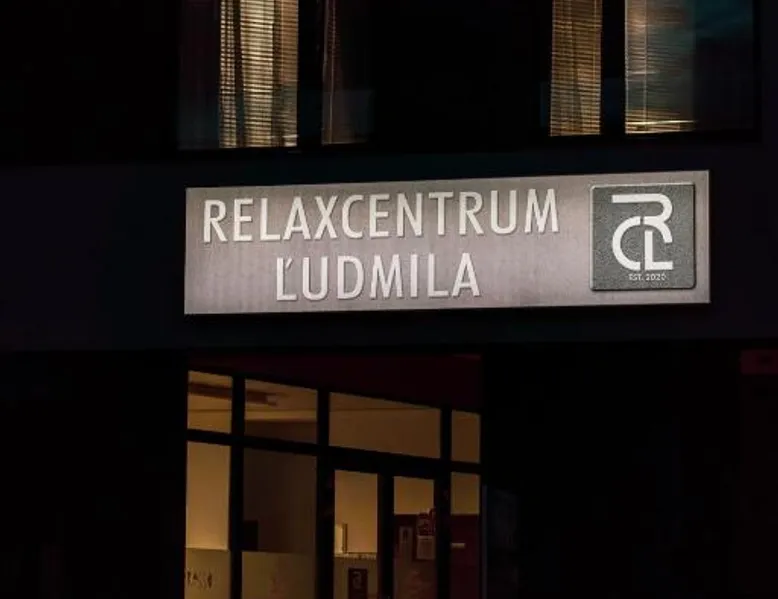 RELAXCENTRUM
ĽUDMILA
RCL
EST. 2020